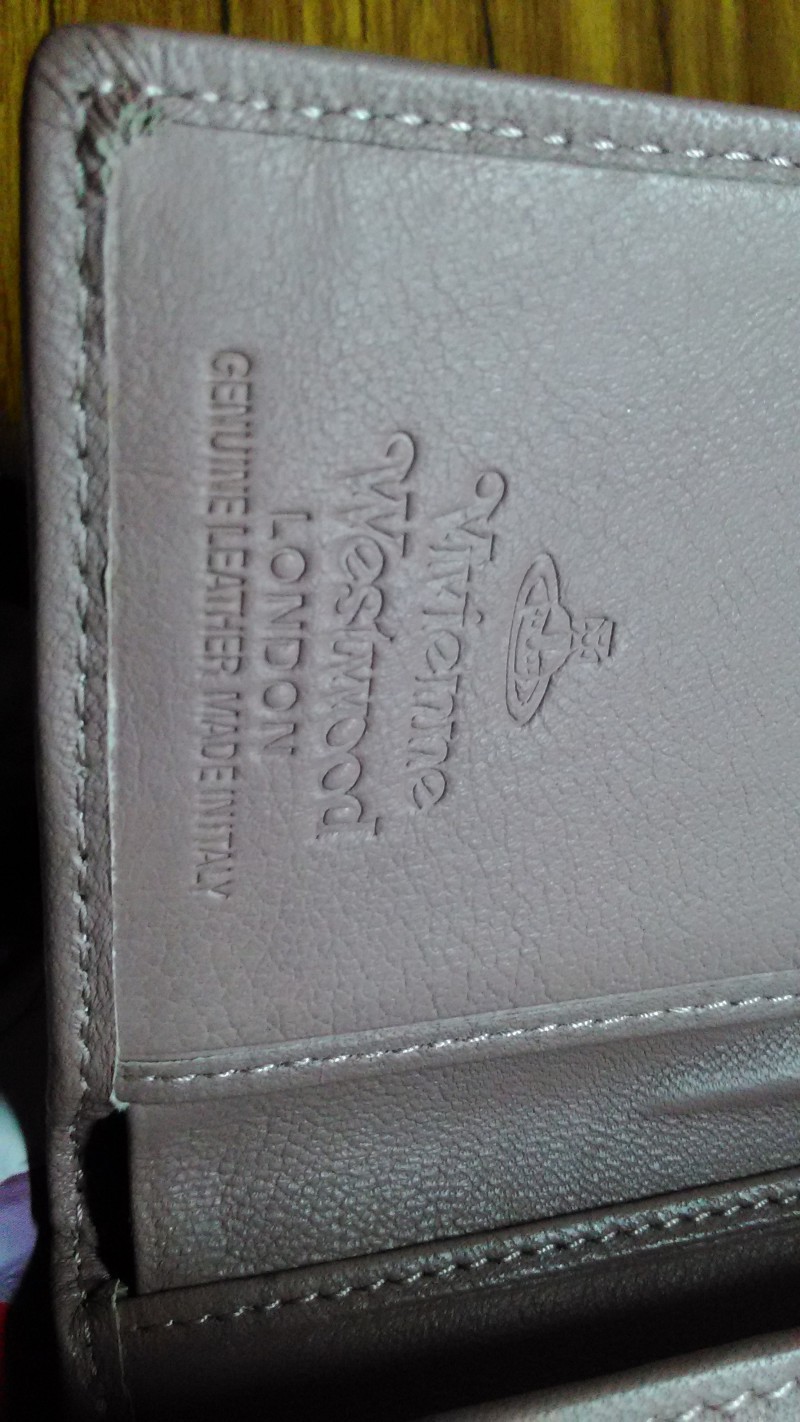 Vivienne
Westwood
LONDON
GENUINE LEATHER MADE IN ITALY